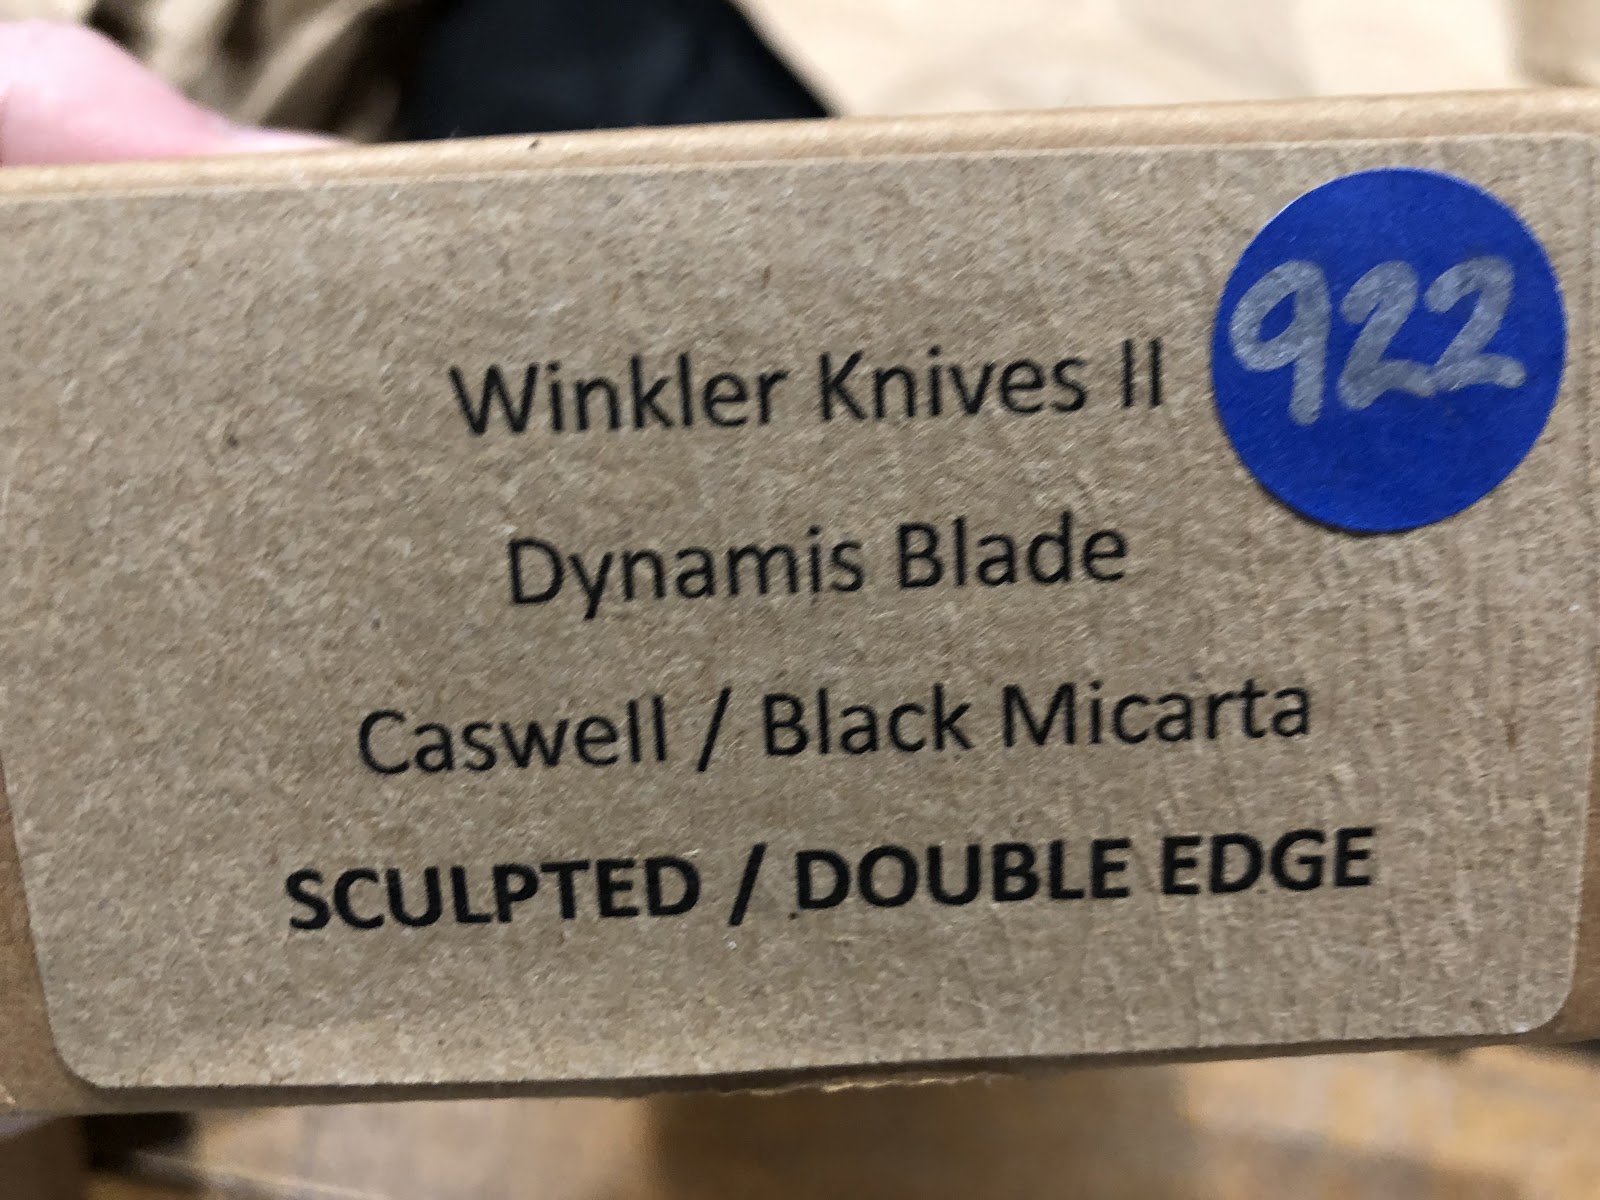 Winkler Knives II
922
Dynamis Blade
Caswell / Black Micarta
SCULPTED / DOUBLE EDGE